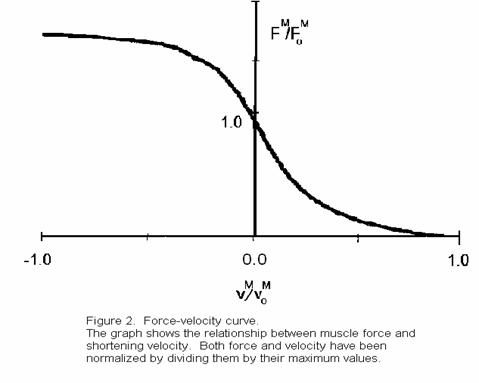 F^M/F_o^M
1.0
-1.0 0.0 1.0
v^M/v_o^M
Figure 2. Force-velocity curve.
The graph shows the relationship between muscle force and
shortening velocity. Both force and velocity have been
normalized by dividing them by their maximum values.